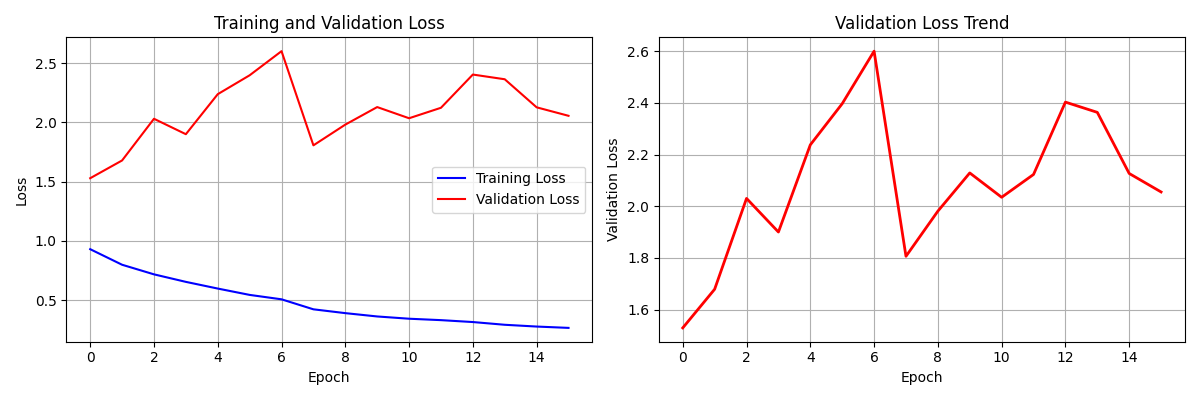 Training and Validation Loss
2.5
2.0
1.5
1.0
0.5
Loss
Training Loss
Validation Loss
0 2 4 6 8 10 12 14
Epoch
Validation Loss Trend
2.6
2.4
2.2
2.0
1.8
1.6
Validation Loss
0 2 4 6 8 10 12 14
Epoch